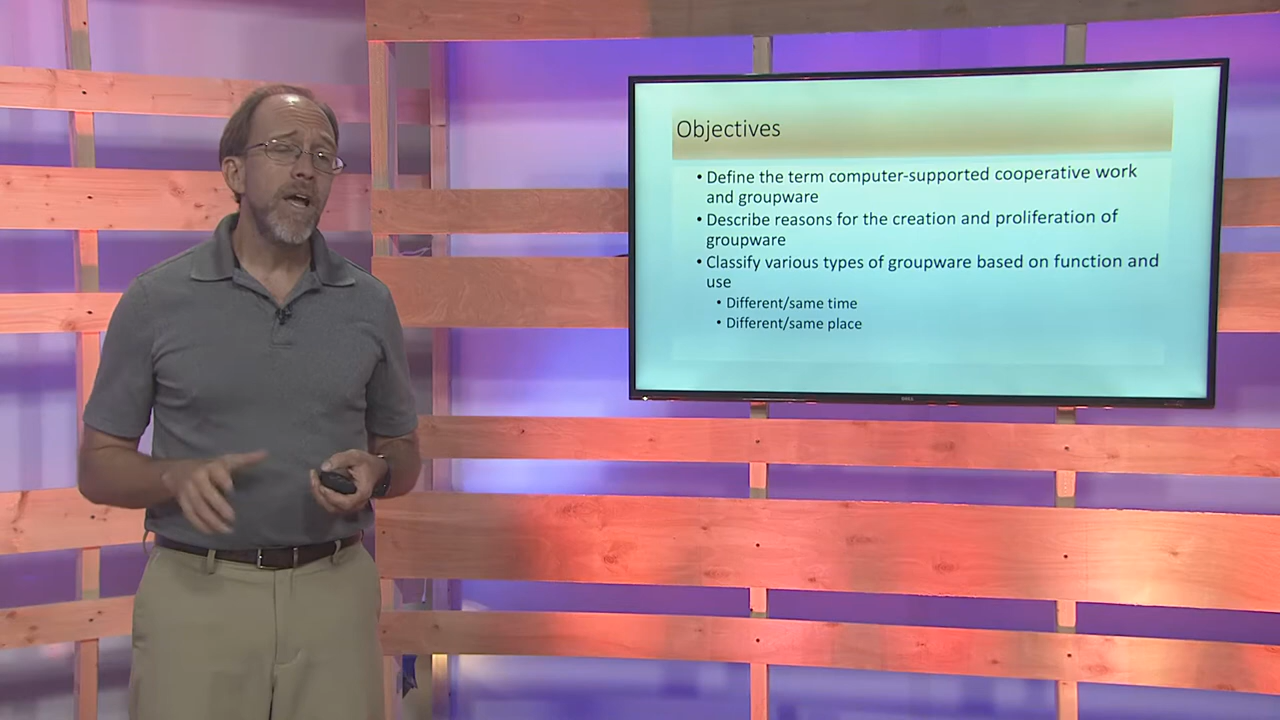 Objectives
• Define the term computer-supported cooperative work
and groupware
• Describe reasons for the creation and proliferation of
groupware
• Classify various types of groupware based on function and
use
• Different/same time
• Different/same place
DELL